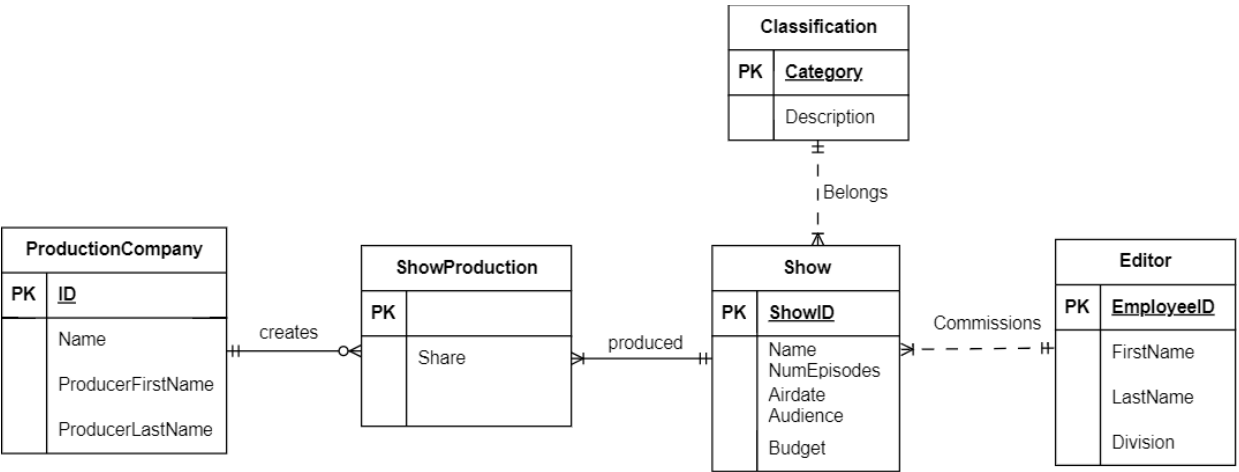 Classification
PK Category
Description
Belongs
ProductionCompany
PK ID
Name
ProducerFirstName
ProducerLastName
creates
ShowProduction
PK
Share
produced
Show
PK ShowID
Name
NumEpisodes
Airdate
Audience
Budget
Commissions
Editor
PK EmployeeID
FirstName
LastName
Division